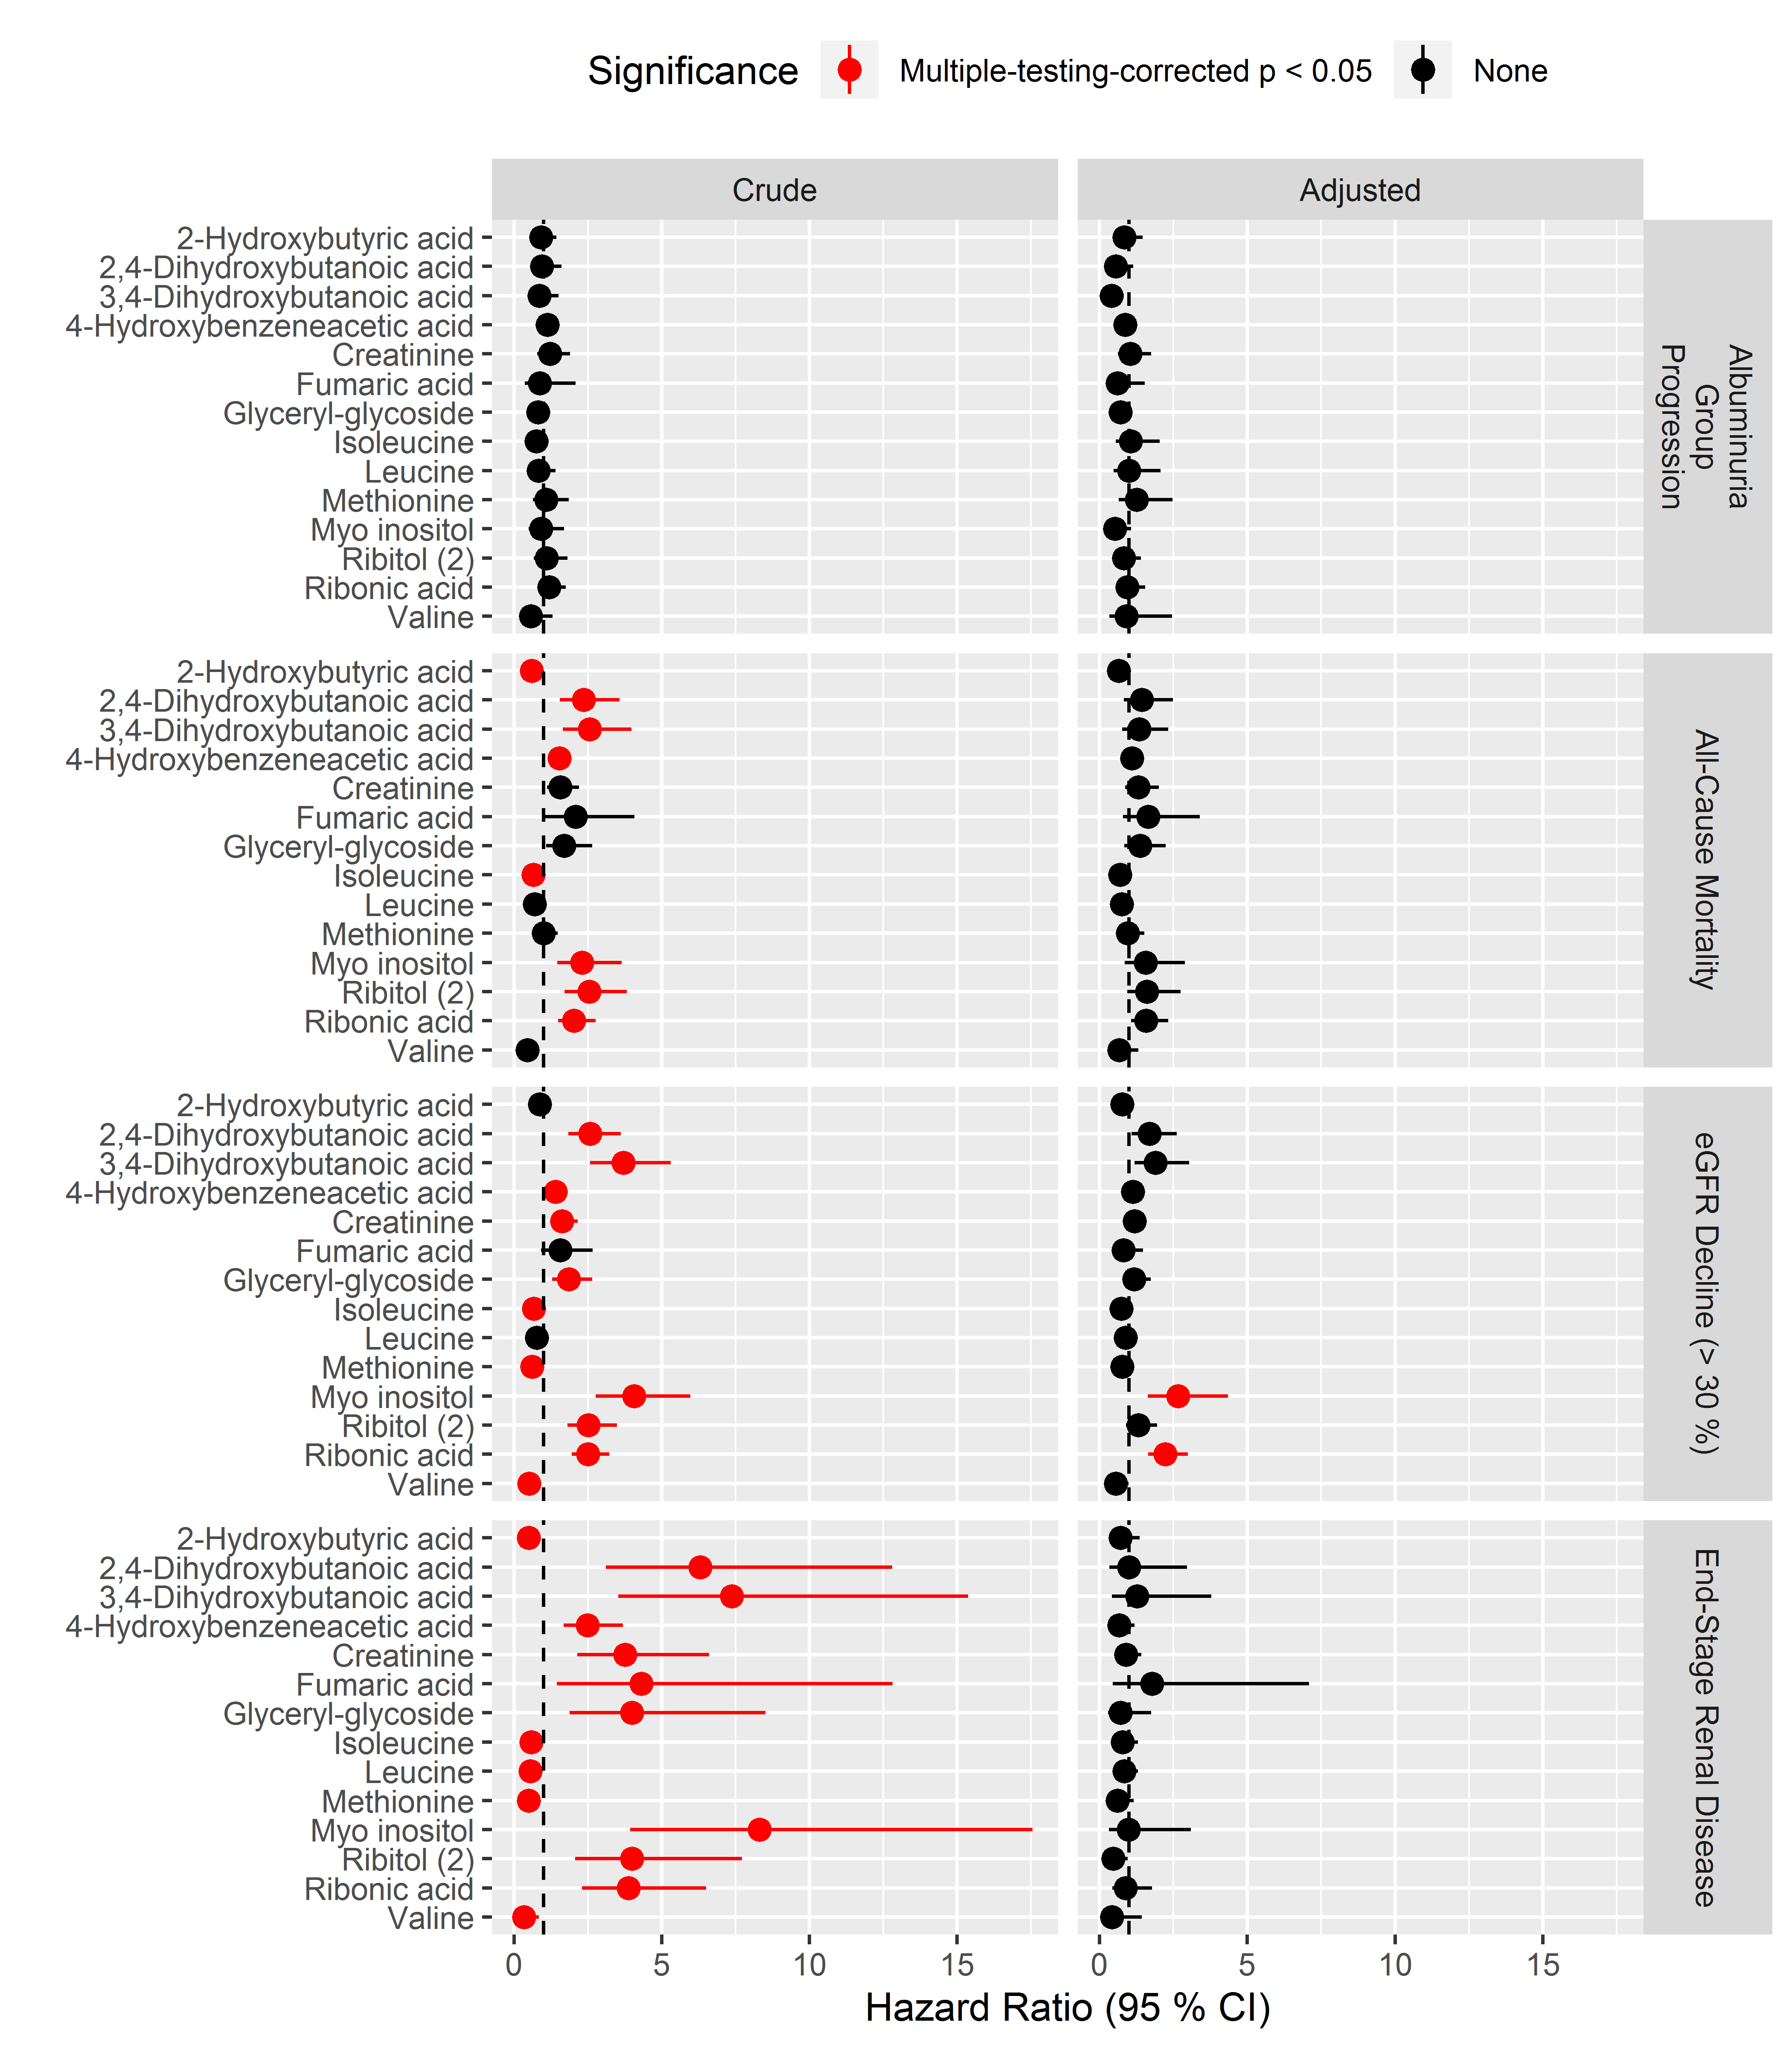 Significance Multiple-testing-corrected p < 0.05 None
Crude Adjusted
2-Hydroxybutyric acid
2,4-Dihydroxybutanoic acid
3,4-Dihydroxybutanoic acid
4-Hydroxybenzeneacetic acid
Creatinine
Fumaric acid
Glyceryl-glycoside
Isoleucine
Leucine
Methionine
Myo inositol
Ribitol (2)
Ribonic acid
Valine
Albuminuria
Group
Progression
2-Hydroxybutyric acid
2,4-Dihydroxybutanoic acid
3,4-Dihydroxybutanoic acid
4-Hydroxybenzeneacetic acid
Creatinine
Fumaric acid
Glyceryl-glycoside
Isoleucine
Leucine
Methionine
Myo inositol
Ribitol (2)
Ribonic acid
Valine
All-Cause Mortality
2-Hydroxybutyric acid
2,4-Dihydroxybutanoic acid
3,4-Dihydroxybutanoic acid
4-Hydroxybenzeneacetic acid
Creatinine
Fumaric acid
Glyceryl-glycoside
Isoleucine
Leucine
Methionine
Myo inositol
Ribitol (2)
Ribonic acid
Valine
eGFR Decline (> 30 %)
2-Hydroxybutyric acid
2,4-Dihydroxybutanoic acid
3,4-Dihydroxybutanoic acid
4-Hydroxybenzeneacetic acid
Creatinine
Fumaric acid
Glyceryl-glycoside
Isoleucine
Leucine
Methionine
Myo inositol
Ribitol (2)
Ribonic acid
Valine
End-Stage Renal Disease
0 5 10 15 0 5 10 15
Hazard Ratio (95 % CI)